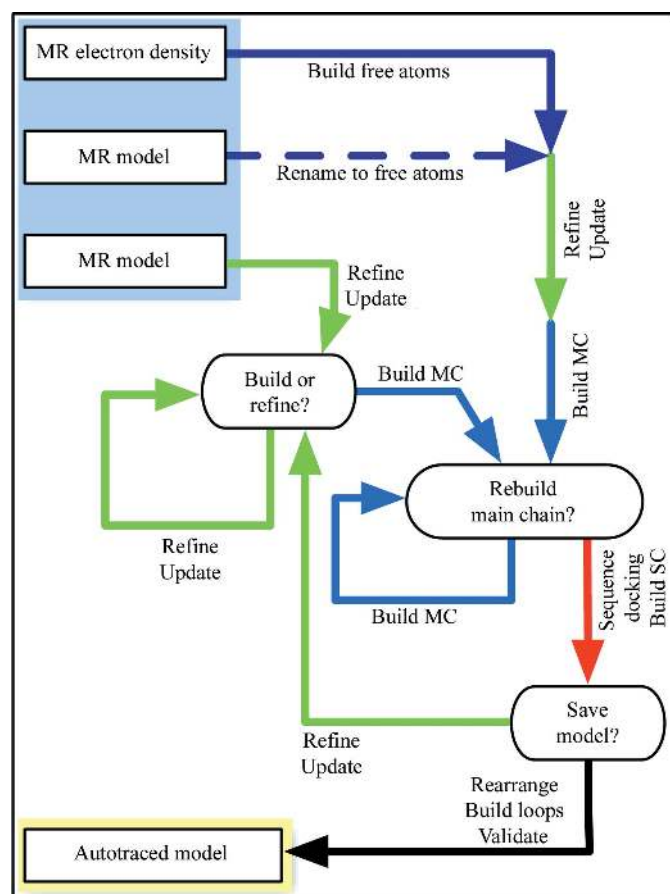 MR electron density
Build free atoms
MR model
Rename to free atoms
Refine
Update
MR model
Refine
Update
Build MC
Build or
refine?
Build MC
Rebuild
main chain?
Refine
Update
Build MC
Sequence
docking
Build SC
Save
model?
Refine
Update
Rearrange
Build loops
Validate
Autotraced model